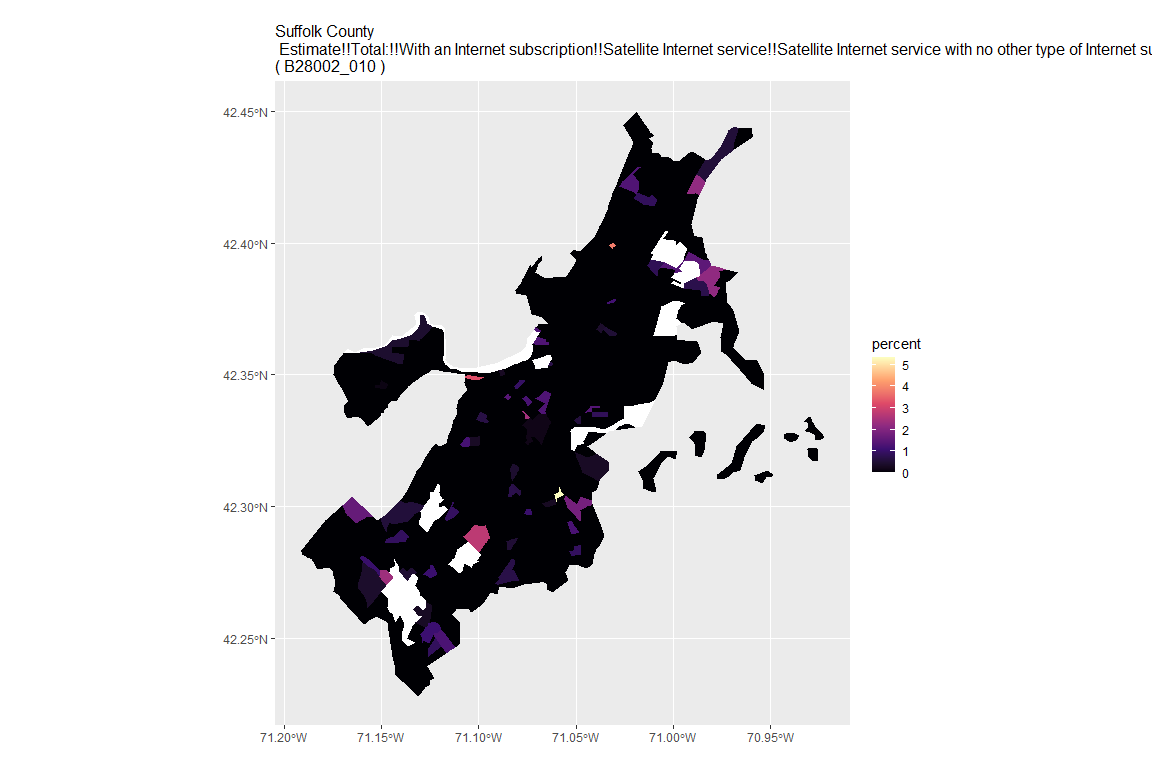 Suffolk County
Estimate!!Total:!!With an Internet subscription!!Satellite Internet service!!Satellite Internet service with no other type of Internet su
( B28002_010 )
42.45°N
42.40°N
42.35°N
42.30°N
42.25°N
71.20°W
71.15°W
71.10°W
71.05°W
71.00°W
70.95°W
percent
5
4
3
2
1
0